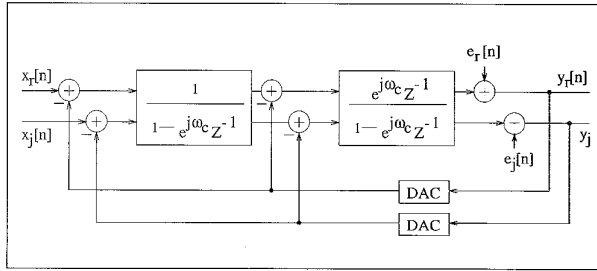 x_r[n]
x_j[n]
1
1− e^{jω_c} Z^{-1}
e^{jω_c} Z^{-1}
1− e^{jω_c} Z^{-1}
e_r[n]
y_r[n]
e_j[n]
y_j
DAC
DAC